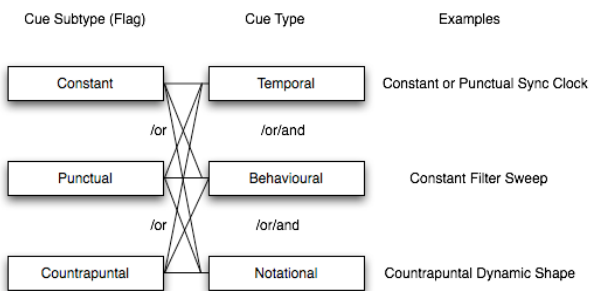 Cue Subtype (Flag) Cue Type Examples
Constant Temporal Constant or Punctual Sync Clock
/or /or/and
Punctual Behavioural Constant Filter Sweep
/or /or/and
Countrapuntal Notational Countrapuntal Dynamic Shape